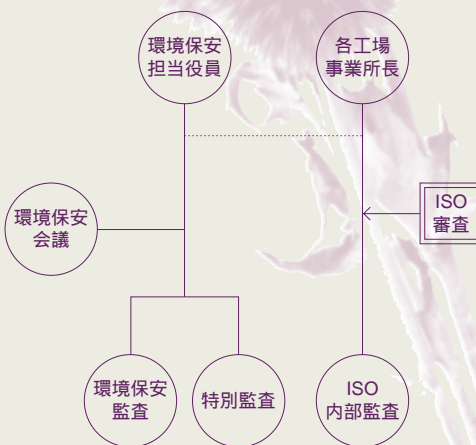 環境保安
担当役員
各工場
事業所長
ISO
審査
環境保安
会議
環境保安
監査
特別監査
ISO
内部監査